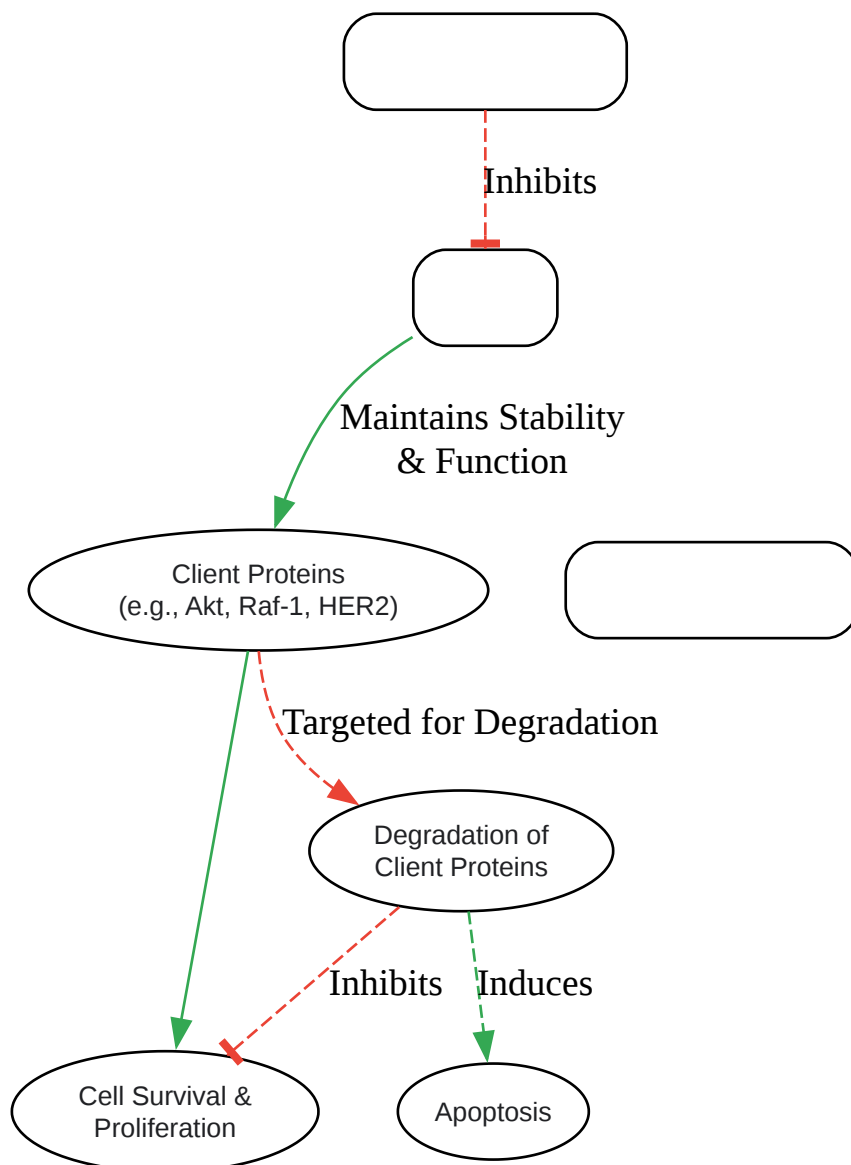 Inhibits
Maintains Stability
& Function
Client Proteins
(e.g., Akt, Raf-1, HER2)
Targeted for Degradation
Degradation of
Client Proteins
Inhibits
Induces
Cell Survival &
Proliferation
Apoptosis